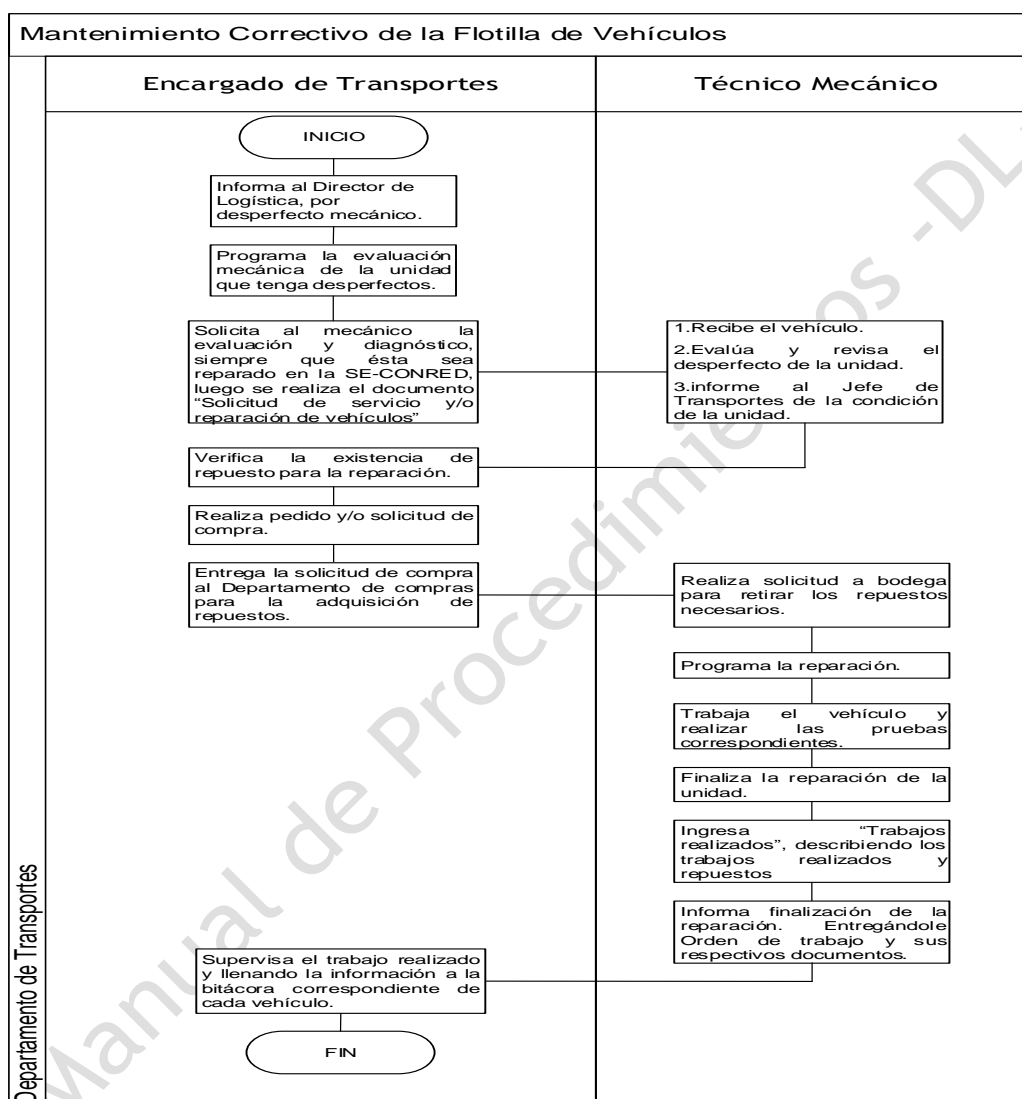 Mantenimiento Correctivo de la Flotilla de Vehículos
Encargado de Transportes
Técnico Mecánico
INICIO
Informa al Director de
Logística, por
desperfecto mecánico.
Programa la evaluación
mecánica de la unidad
que tenga desperfectos.
Solicita al mecánico la
evaluación y diagnóstico,
siempre que ésta sea
reparado en la SE-CONRED,
luego se realiza el documento
“Solicitud de servicio y/o
reparación de vehículos”
1.Recibe el vehículo.
2.Evalúa y revisa el
desperfecto de la unidad.
3.informe al Jefe de
Transportes de la condición
de la unidad.
Verifica la existencia de
repuesto para la reparación.
Realiza pedido y/o solicitud de
compra.
Entrega la solicitud de compra
al Departamento de compras
para la adquisición de
repuestos.
Realiza solicitud a bodega
para retirar los repuestos
necesarios.
Programa la reparación.
Trabaja el vehículo y
realizar las pruebas
correspondientes.
Finaliza la reparación de la
unidad.
Ingresa “Trabajos
realizados”, describiendo los
trabajos realizados y
repuestos
Informa finalización de la
reparación. Entregándole
Orden de trabajo y sus
respectivos documentos.
Supervisa el trabajo realizado
y llenando la información a la
bitácora correspondiente de
cada vehículo.
FIN
Departamento de Transportes
Manual de Procedimientos -DL-